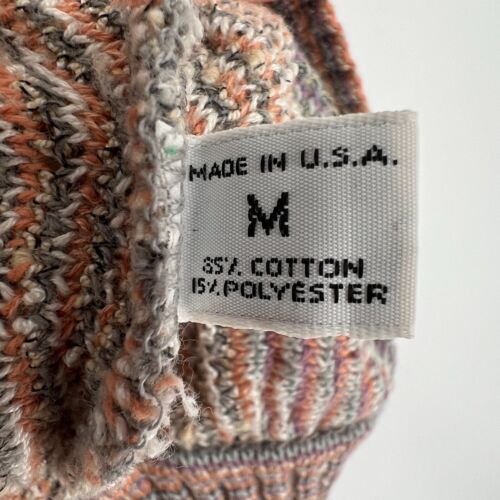 MADE IN U.S.A.
M
85% COTTON
15% POLYESTER